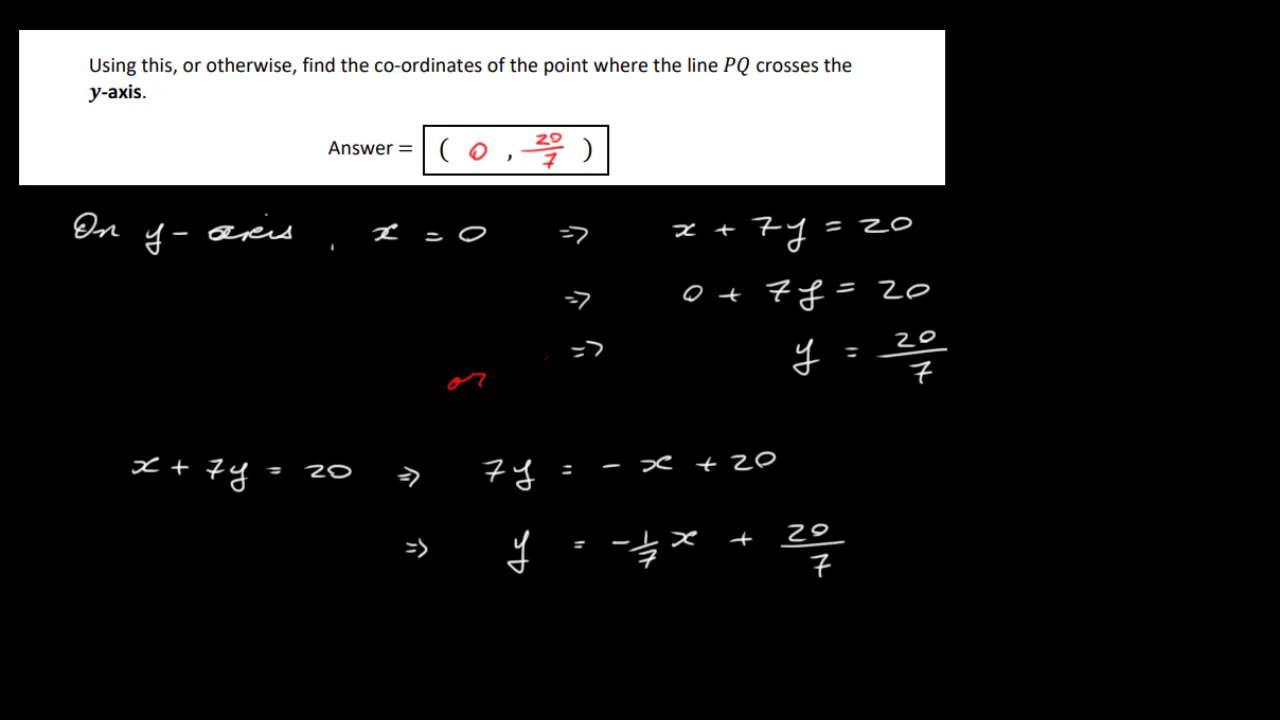 Using this, or otherwise, find the co-ordinates of the point where the line PQ crosses the
y-axis.
Answer = ( 0 , 20/7 )
On y-axis, x = 0 => x + 7y = 20
=> 0 + 7y = 20
=> y = 20/7
or
x + 7y = 20 => 7y = - x + 20
=> y = -1/7 x + 20/7